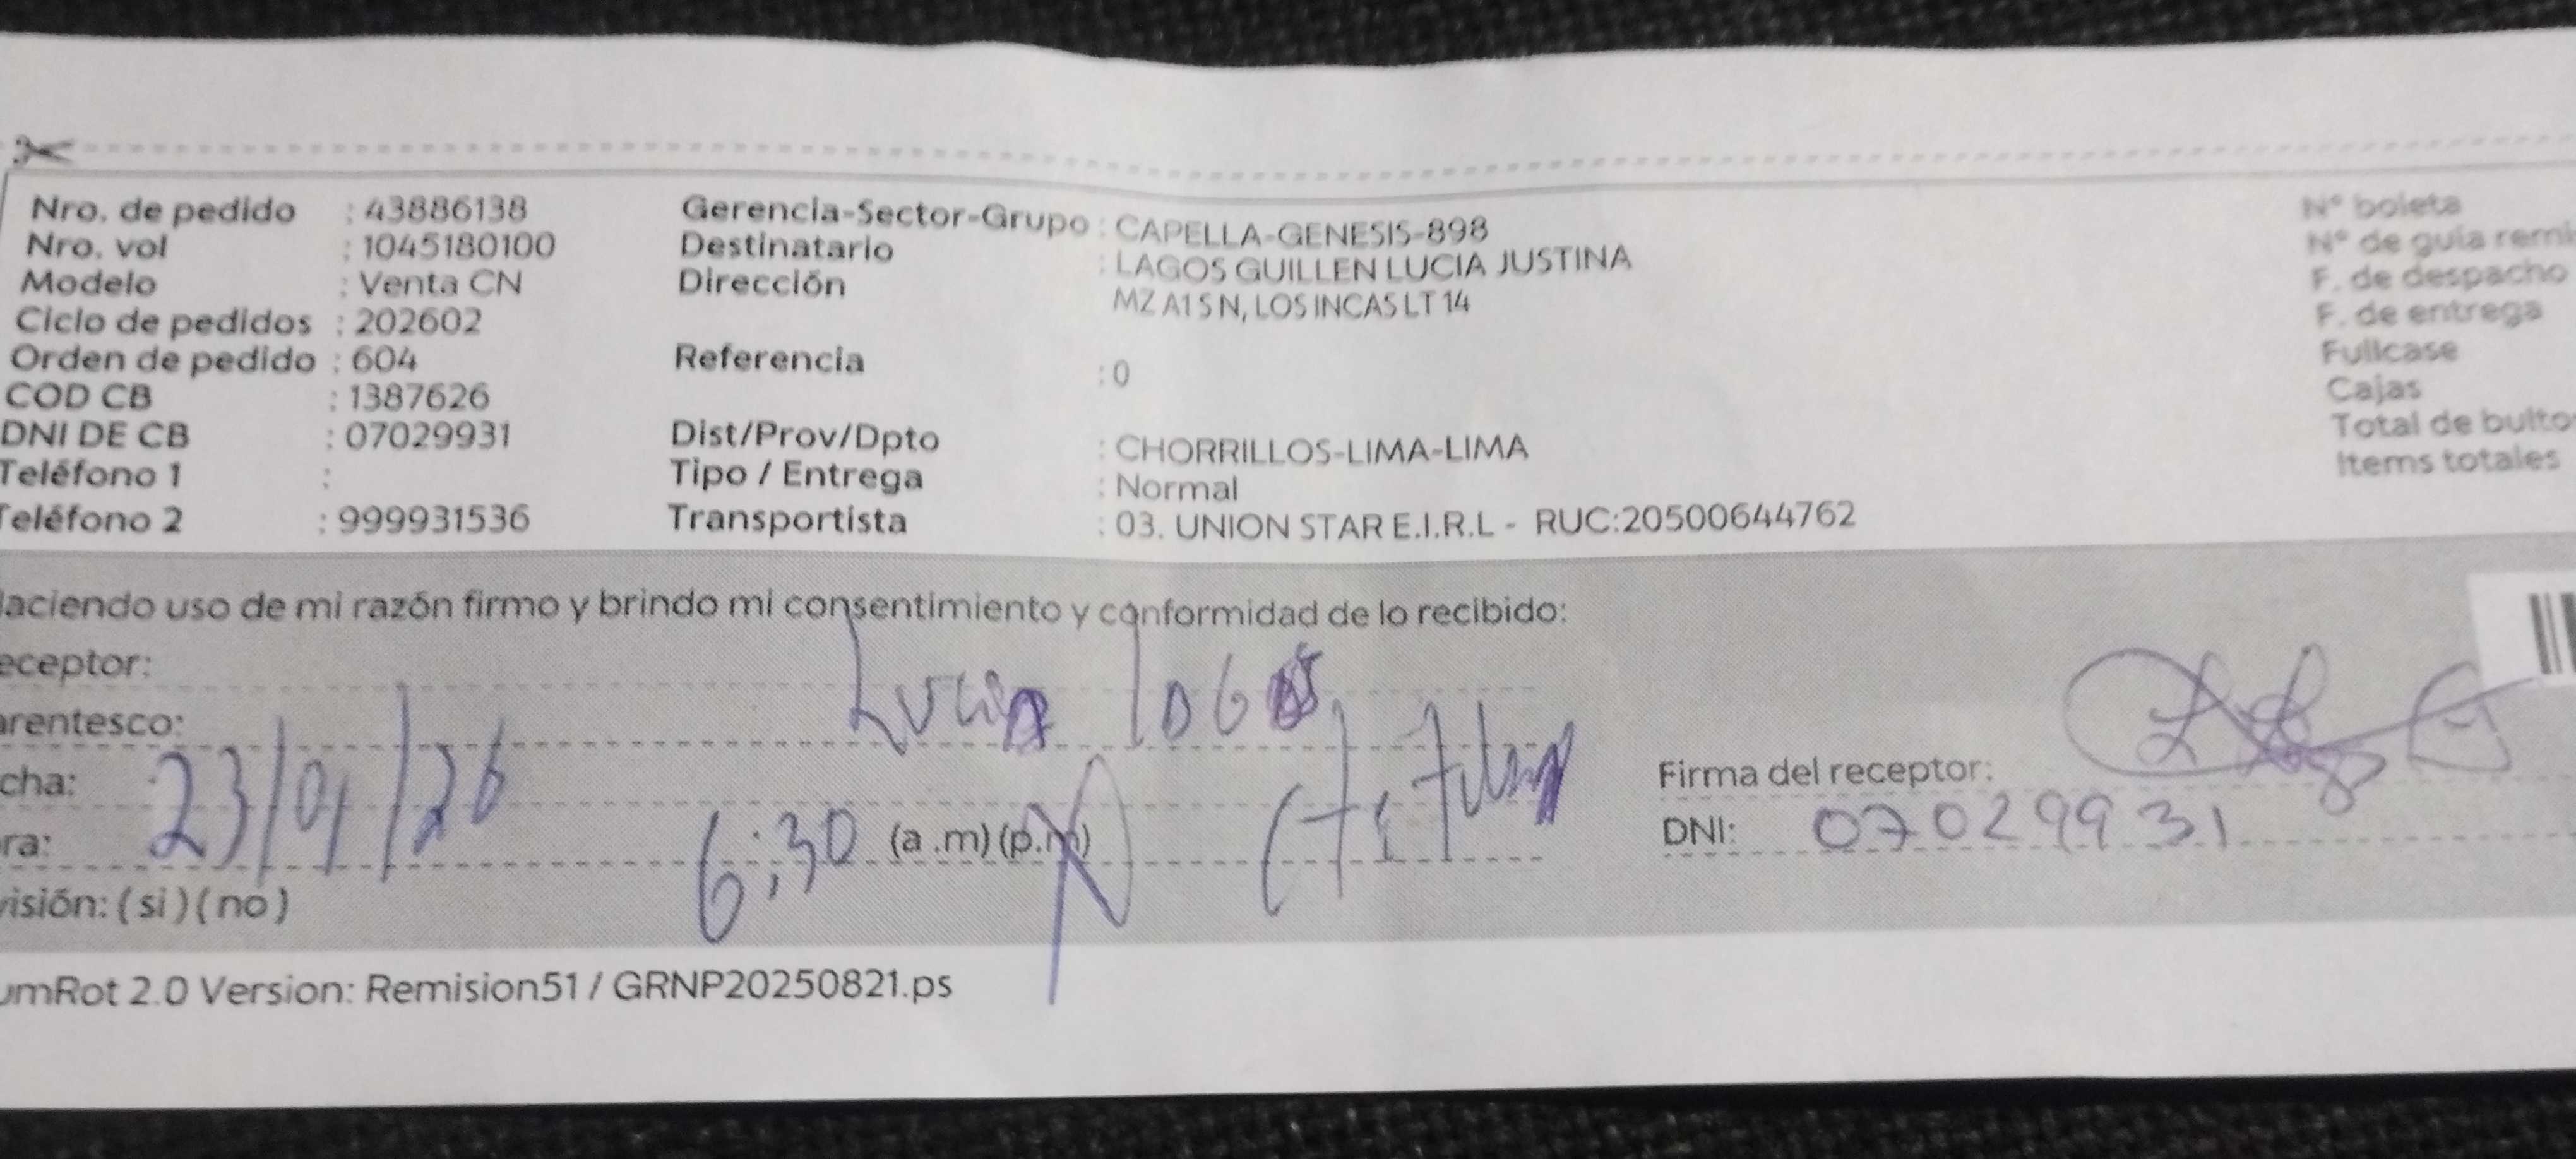 Nro. de pedido : 43886138
Nro. vol : 1045180100
Modelo : Venta CN
Ciclo de pedidos : 202602
Orden de pedido : 604
COD CB : 1387626
DNI DE CB : 07029931
Teléfono 1 :
Teléfono 2 : 999931536
Gerencia-Sector-Grupo : CAPELLA-GENESIS-898
Destinatario : LAGOS GUILLEN LUCIA JUSTINA
Dirección MZ A1 S N, LOS INCAS LT 14
Referencia : 0
Dist/Prov/Dpto : CHORRILLOS-LIMA-LIMA
Tipo / Entrega : Normal
Transportista : 03. UNION STAR E.I.R.L - RUC:20500644762
N° boleta
N° de guía remi
F. de despacho
F. de entrega
Fullcase
Cajas
Total de bulto
Items totales
aciendo uso de mi razón firmo y brindo mi consentimiento y conformidad de lo recibido:
eceptor: Lucia Lagos
arentesco:
cha: 23/01/26
ra: 6:30 (a .m) (p.m)
visión: ( si ) ( no )
Firma del receptor:
DNI: 07029931
umRot 2.0 Version: Remision51 / GRNP20250821.ps